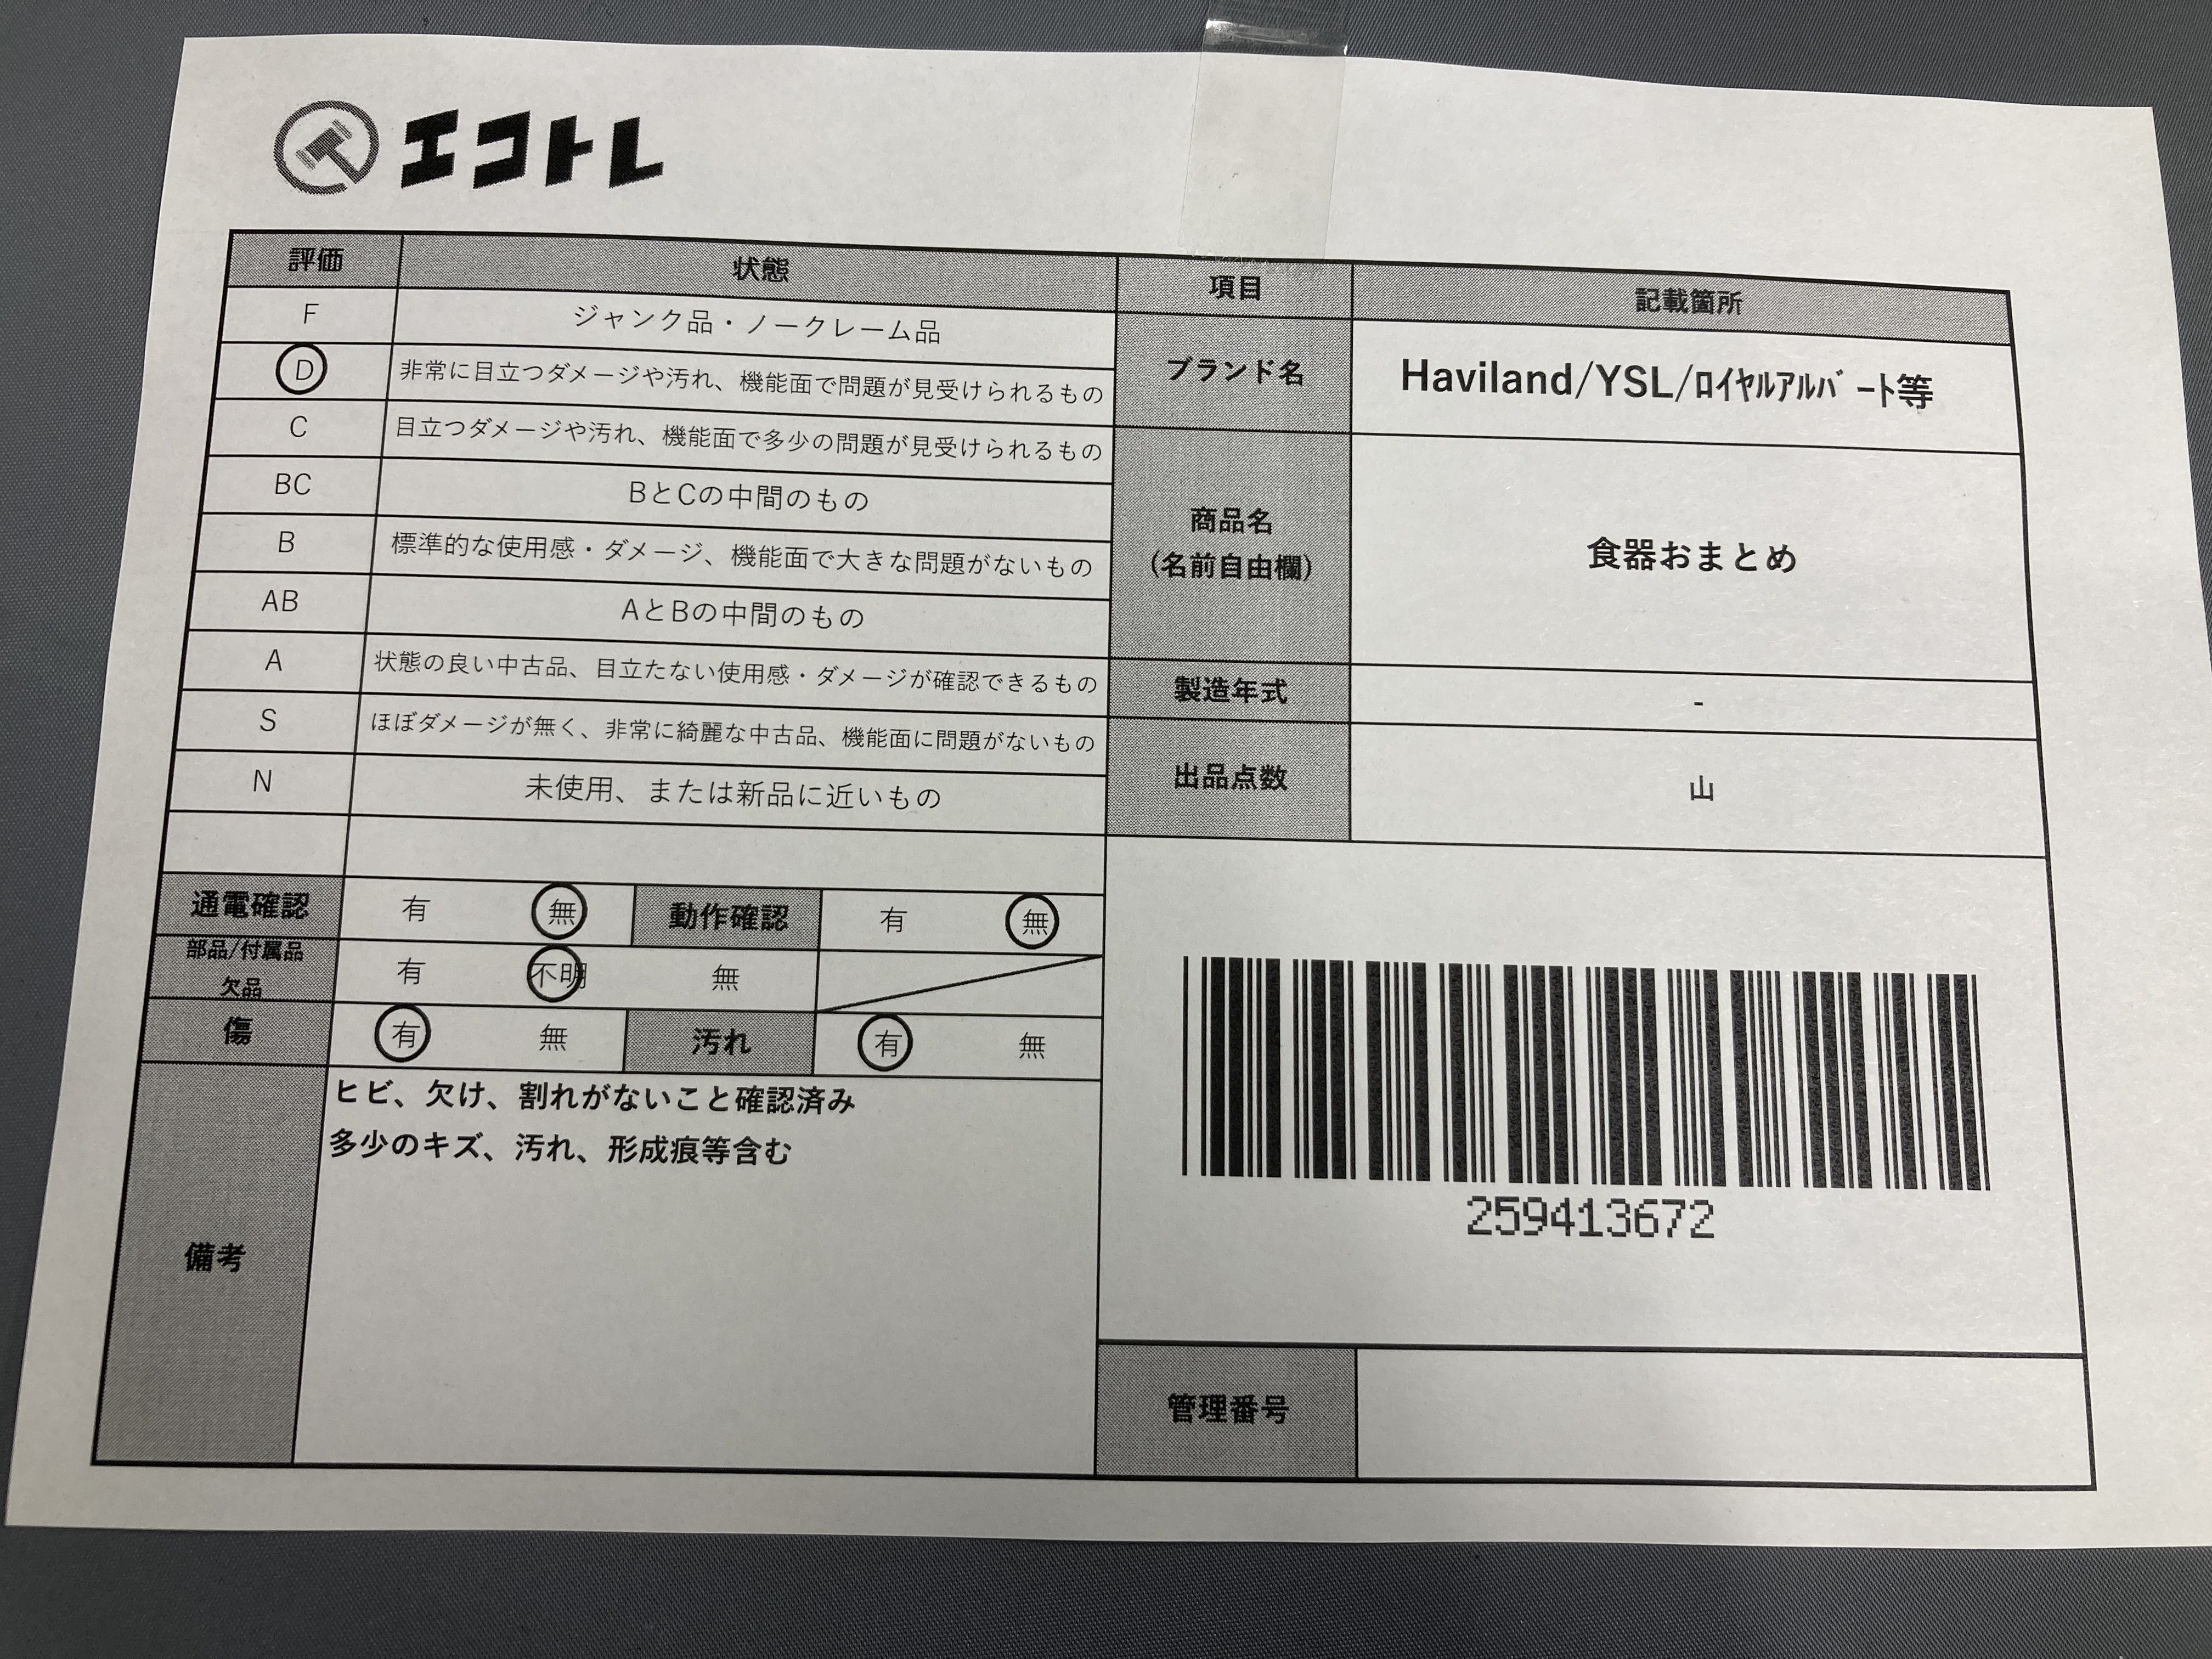 エコトレ
評価 状態
F ジャンク品・ノークレーム品
D 非常に目立つダメージや汚れ、機能面で問題が見受けられるもの
C 目立つダメージや汚れ、機能面で多少の問題が見受けられるもの
BC BとCの中間のもの
B 標準的な使用感・ダメージ、機能面で大きな問題がないもの
AB AとBの中間のもの
A 状態の良い中古品、目立たない使用感・ダメージが確認できるもの
S ほぼダメージが無く、非常に綺麗な中古品、機能面に問題がないもの
N 未使用、または新品に近いもの
通電確認 有 無 動作確認 有 無
部品/付属品
欠品 有 不明 無
傷 有 無 汚れ 有 無
備考
ヒビ、欠け、割れがないこと確認済み
多少のキズ、汚れ、形成痕等含む
項目 記載箇所
ブランド名 Haviland/YSL/ﾛｲﾔﾙｱﾙﾊﾞｰﾄ等
商品名
(名前自由欄) 食器おまとめ
製造年式 -
出品点数 山
259413672
管理番号